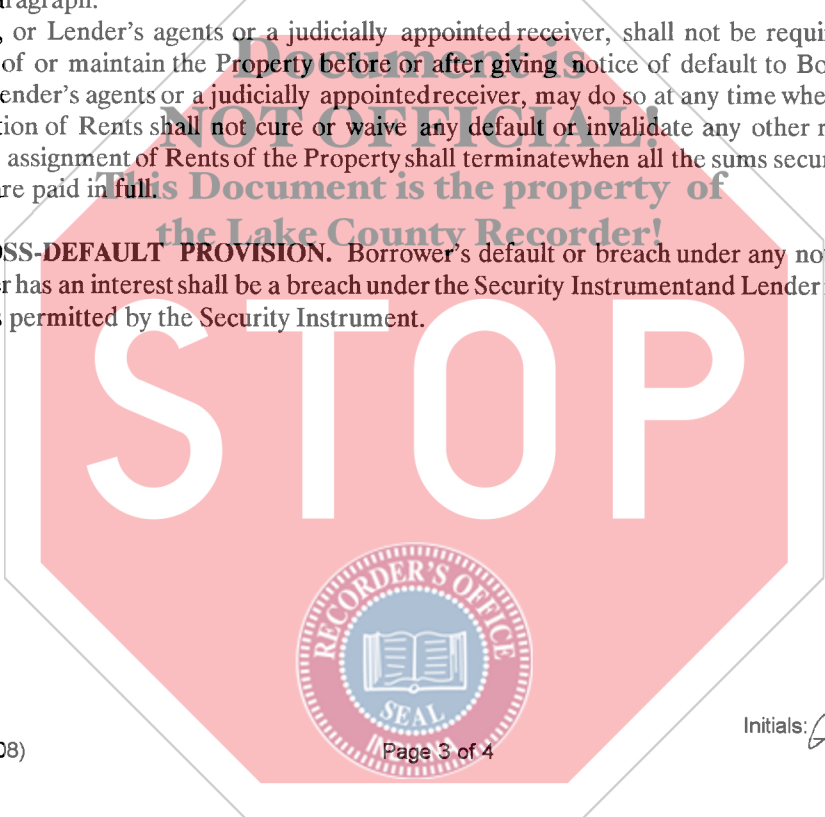 aragraph.
, or Lender's agents or a judicially appointed receiver, shall not be requi
Document is
of or maintain the Property before or after giving notice of default to Bo
ender's agents or a judicially appointed receiver, may do so at any time whe
NOT OFFICIAL!
tion of Rents shall not cure or waive any default or invalidate any other r
assignment of Rents of the Property shall terminate when all the sums secur
re paid in full.
This Document is the property of
the Lake County Recorder!
OSS-DEFAULT PROVISION. Borrower's default or breach under any no
r has an interest shall be a breach under the Security Instrument and Lender
s permitted by the Security Instrument.
STOP
RECORDER'S OFFICE
SEAL
INDIANA
08)
Page 3 of 4
Initials: